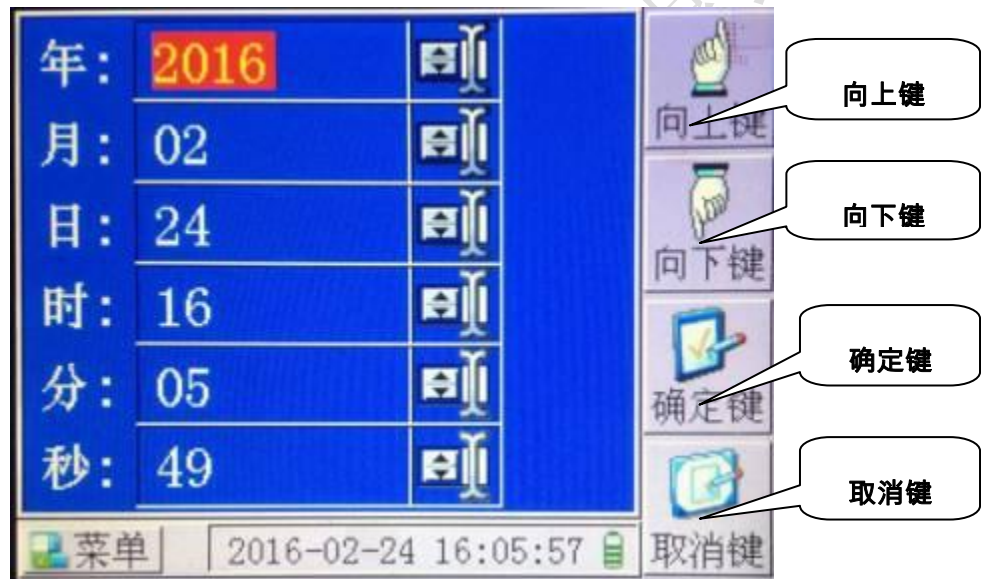 年： 2016
月： 02
日： 24
时： 16
分： 05
秒： 49
菜单 2016-02-24 16:05:57
向上键
向下键
确定键
取消键
向上键
向下键
确定键
取消键